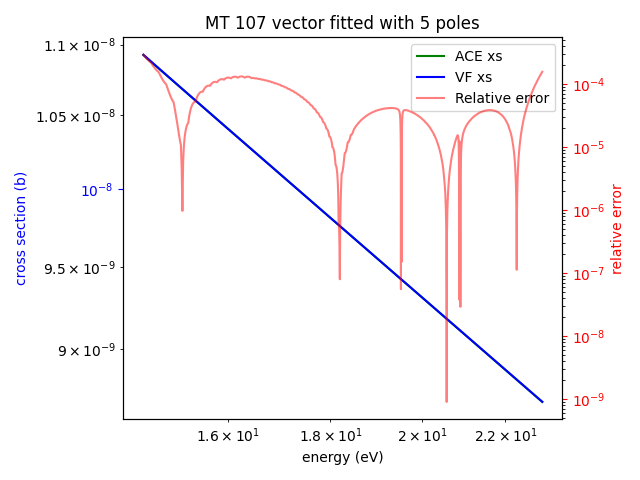 MT 107 vector fitted with 5 poles
1.1 × 10⁻⁸
1.05 × 10⁻⁸
10⁻⁸
9.5 × 10⁻⁹
9 × 10⁻⁹
cross section (b)
ACE xs
VF xs
Relative error
10⁻⁴
10⁻⁵
10⁻⁶
10⁻⁷
10⁻⁸
10⁻⁹
relative error
1.6 × 10¹
1.8 × 10¹
2 × 10¹
2.2 × 10¹
energy (eV)